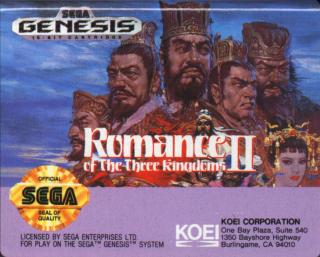 SEGA
GENESIS
16-BIT CARTRIDGE
Romance II
of The Three Kingdoms
OFFICIAL
SEGA
SEAL OF
QUALITY
LICENSED BY SEGA ENTERPRISES LTD
FOR PLAY ON THE SEGA™ GENESIS™ SYSTEM
KOEI
KOEI CORPORATION
One Bay Plaza, Suite 540
1350 Bayshore Highway
Burlingame, CA 94010